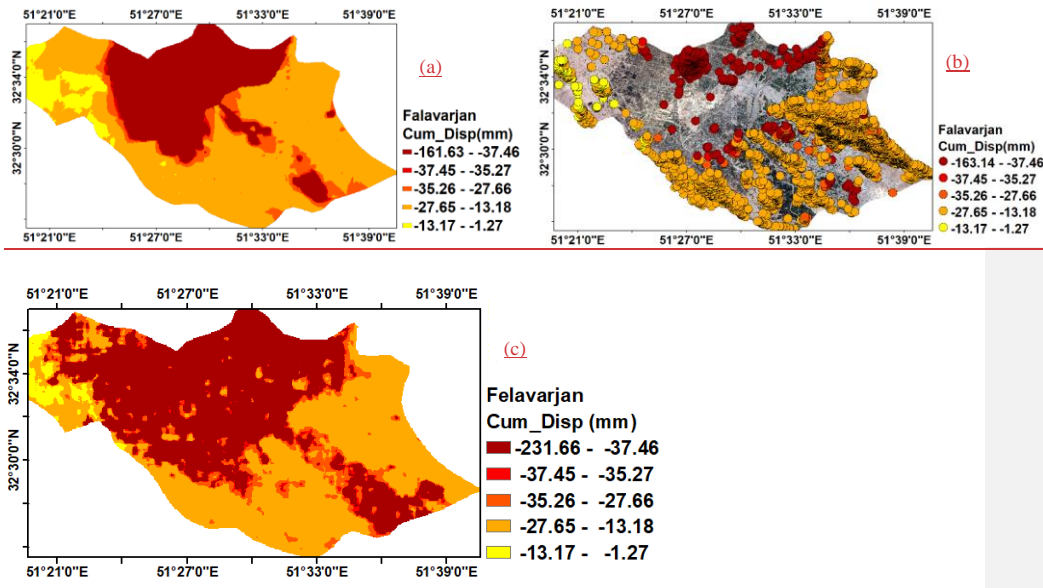 51°21'0"E 51°27'0"E 51°33'0"E 51°39'0"E
32°34'0"N
32°30'0"N
(a)
Falavarjan
Cum_Disp(mm)
-161.63 - -37.46
-37.45 - -35.27
-35.26 - -27.66
-27.65 - -13.18
-13.17 - -1.27
51°21'0"E 51°27'0"E 51°33'0"E 51°39'0"E
51°21'0"E 51°27'0"E 51°33'0"E 51°39'0"E
32°34'0"N
32°30'0"N
(b)
Falavarjan
Cum_Disp(mm)
-163.14 - -37.46
-37.45 - -35.27
-35.26 - -27.66
-27.65 - -13.18
-13.17 - -1.27
51°21'0"E 51°27'0"E 51°33'0"E 51°39'0"E
51°21'0"E 51°27'0"E 51°33'0"E 51°39'0"E
32°34'0"N
32°30'0"N
(c)
Felavarjan
Cum_Disp (mm)
-231.66 - -37.46
-37.45 - -35.27
-35.26 - -27.66
-27.65 - -13.18
-13.17 - -1.27
51°21'0"E 51°27'0"E 51°33'0"E 51°39'0"E